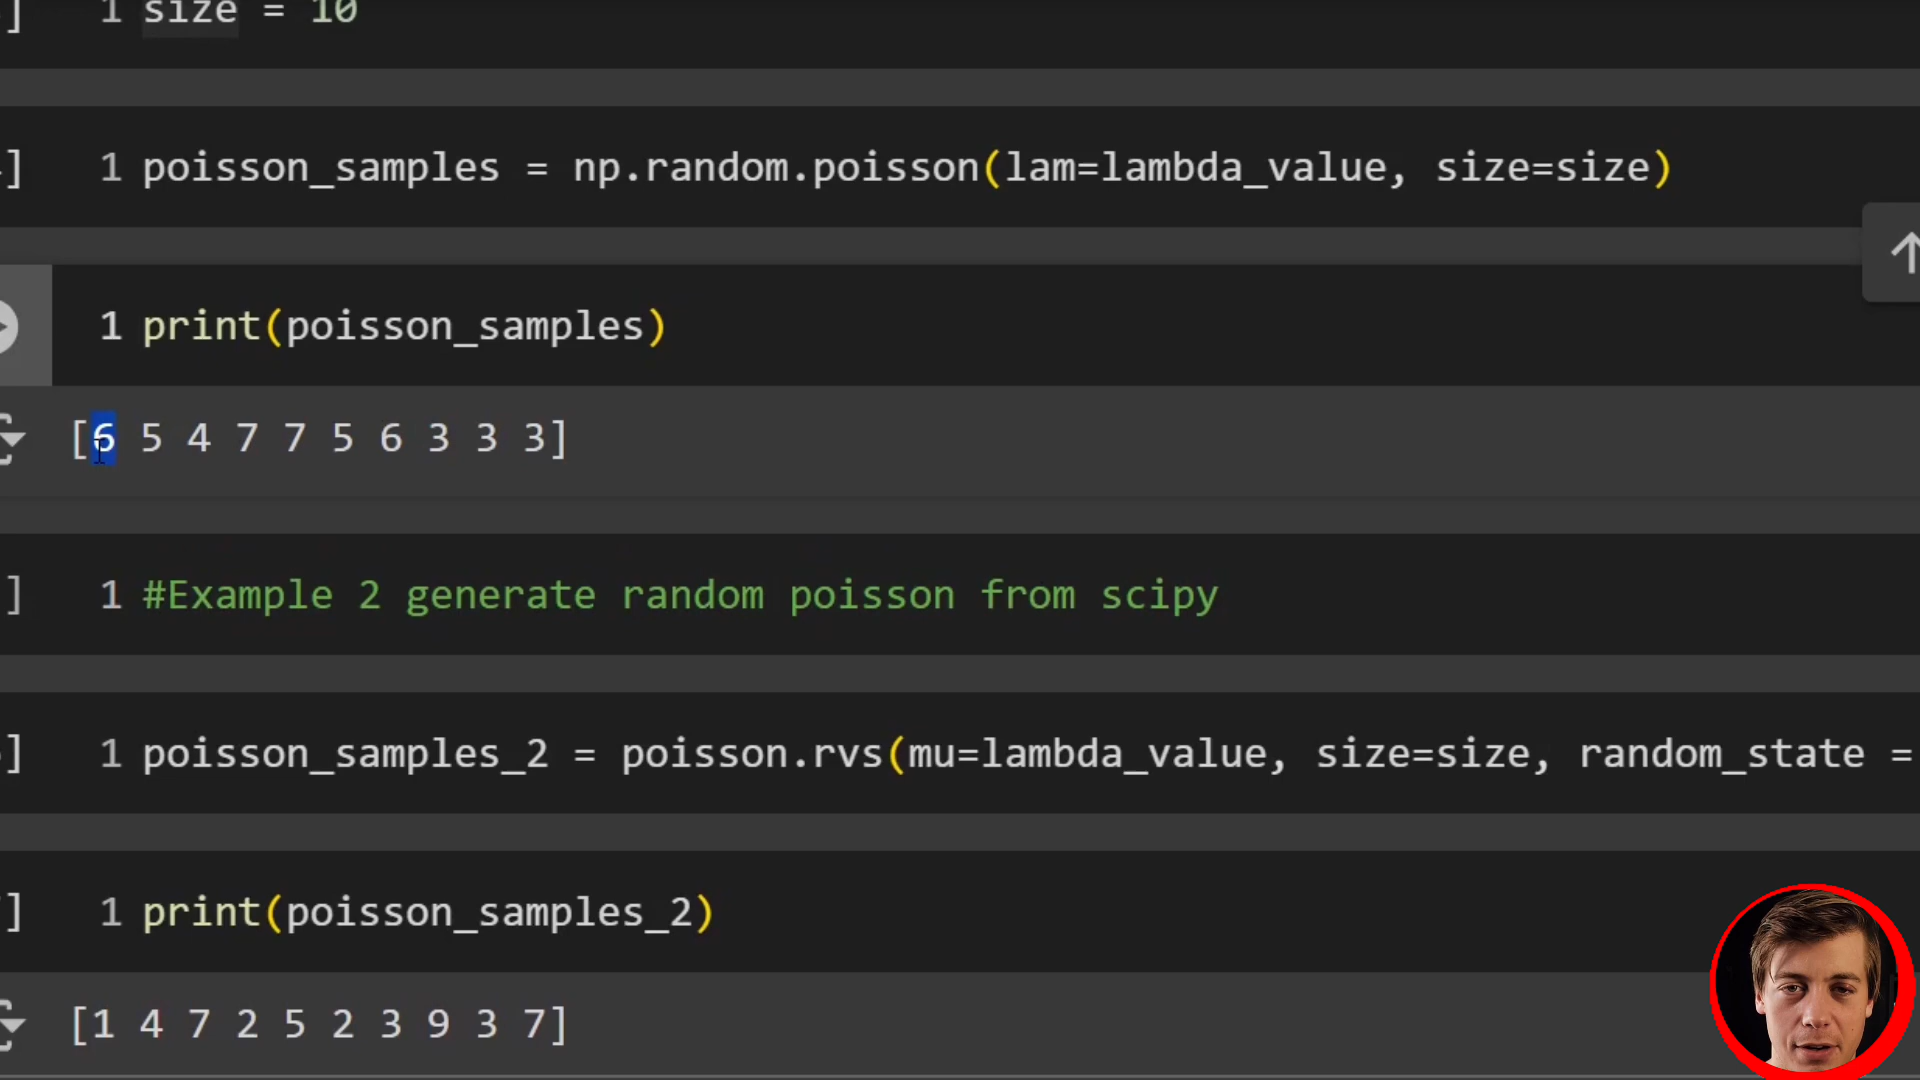 ] 1 size = 10
] 1 poisson_samples = np.random.poisson(lam=lambda_value, size=size)
1 print(poisson_samples)
[6 5 4 7 7 5 6 3 3 3]
] 1 #Example 2 generate random poisson from scipy
] 1 poisson_samples_2 = poisson.rvs(mu=lambda_value, size=size, random_state =
] 1 print(poisson_samples_2)
[1 4 7 2 5 2 3 9 3 7]